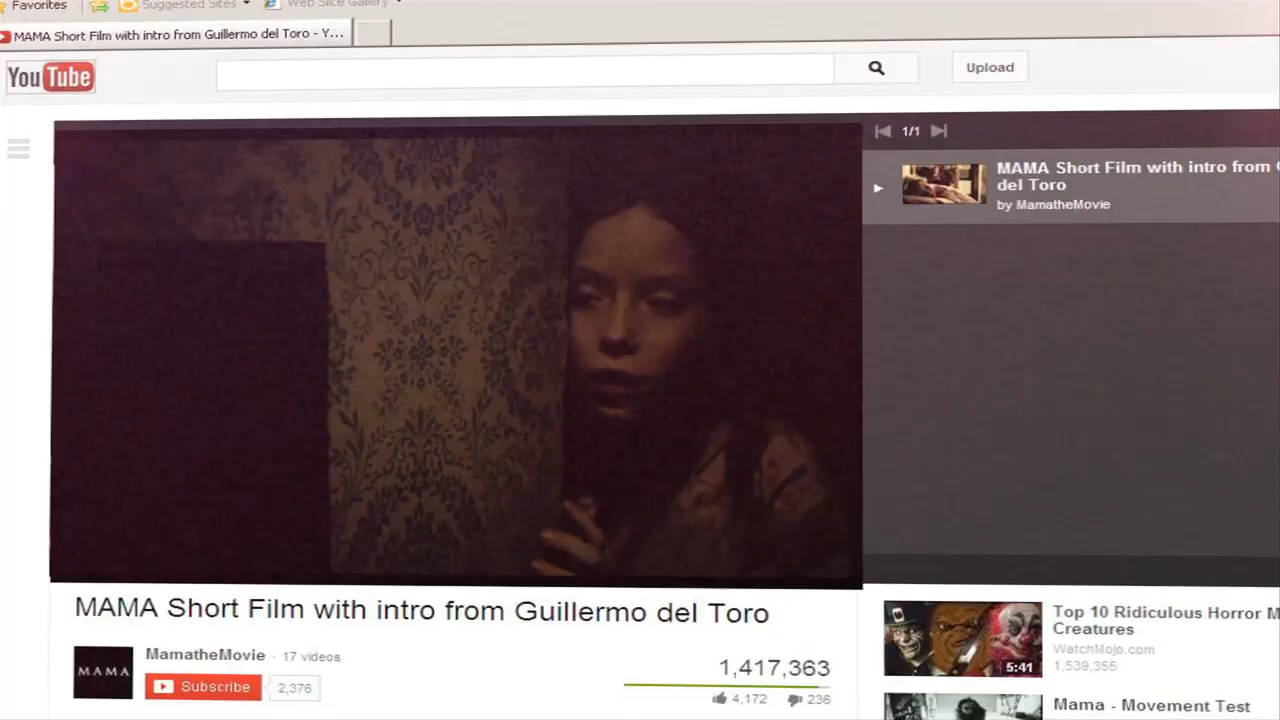 Favorites
Suggested Sites
Web Slice Gallery
MAMA Short Film with intro from Guillermo del Toro - Y...
YouTube
Upload
1/1
MAMA Short Film with intro from
del Toro
by MamatheMovie
MAMA Short Film with intro from Guillermo del Toro
MAMA
MamatheMovie · 17 videos
Subscribe
2,376
1,417,363
4,172
236
Top 10 Ridiculous Horror M
Creatures
WatchMojo.com
1,539,355
5:41
Mama - Movement Test